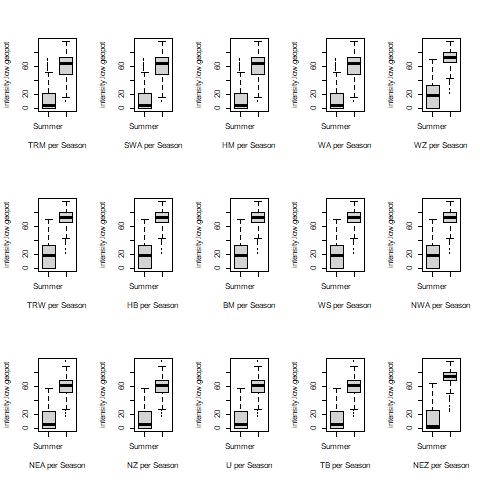 intensity low geopot intensity low geopot intensity low geopot intensity low geopot intensity low geopot
60 60 60 60 60
20 20 20 20 20
0 0 0 0 0
Summer Summer Summer Summer Summer
TRM per Season SWA per Season HM per Season WA per Season WZ per Season
intensity low geopot intensity low geopot intensity low geopot intensity low geopot intensity low geopot
60 60 60 60 60
20 20 20 20 20
0 0 0 0 0
Summer Summer Summer Summer Summer
TRW per Season HB per Season BM per Season WS per Season NWA per Season
intensity low geopot intensity low geopot intensity low geopot intensity low geopot intensity low geopot
60 60 60 60 60
20 20 20 20 20
0 0 0 0 0
Summer Summer Summer Summer Summer
NEA per Season NZ per Season U per Season TB per Season NEZ per Season